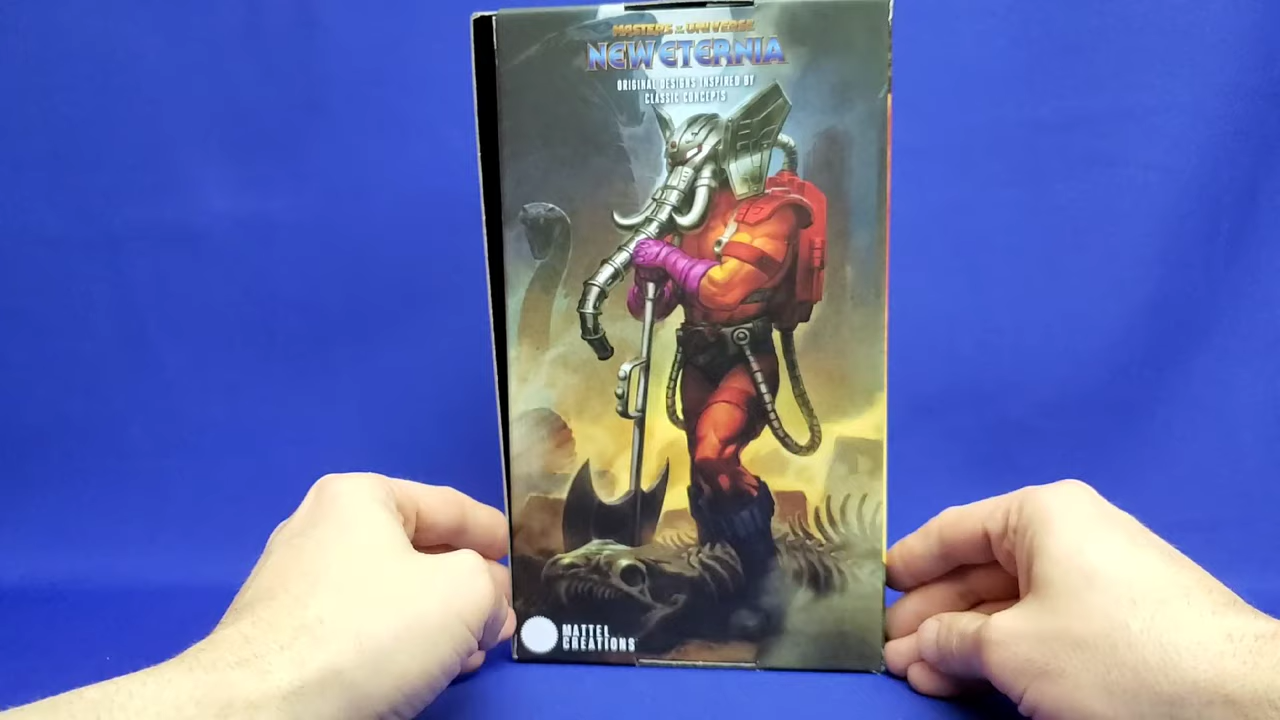 MASTERS OF THE UNIVERSE
NEW ETERNIA
ORIGINAL DESIGNS INSPIRED BY
CLASSIC CONCEPTS
MATTEL
CREATIONS